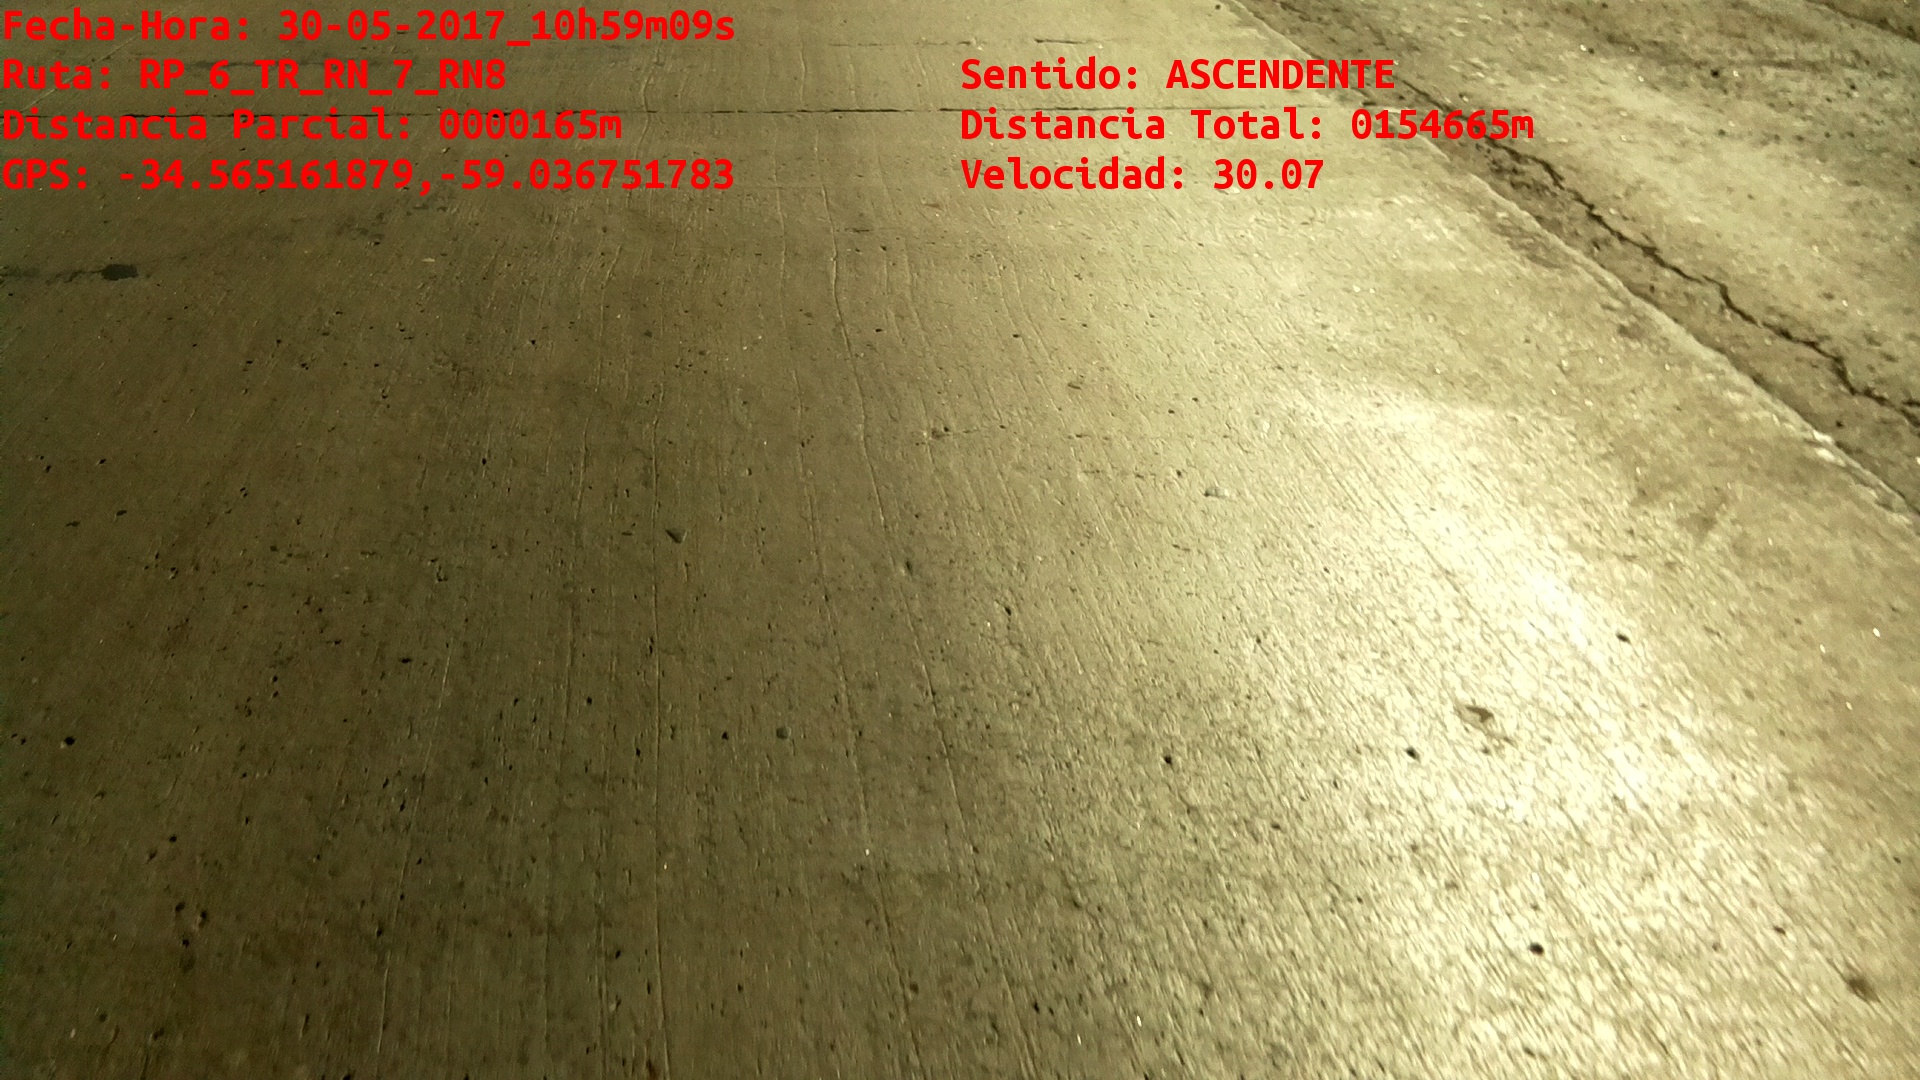 Fecha-Hora: 30-05-2017_10h59m09s
Ruta: RP_6_TR_RN_7_RN8
Sentido: ASCENDENTE
Distancia Parcial: 0000165m
Distancia Total: 0154665m
GPS: -34.565161879,-59.036751783
Velocidad: 30.07